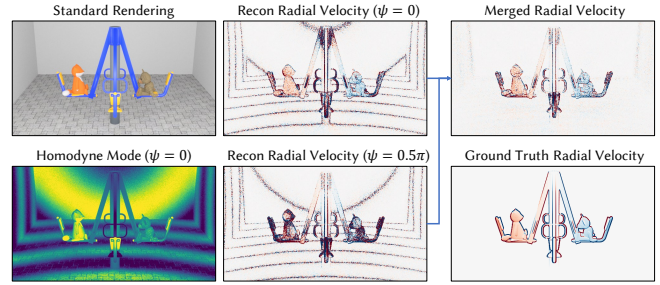 Standard Rendering
Recon Radial Velocity (ψ = 0)
Merged Radial Velocity
Homodyne Mode (ψ = 0)
Recon Radial Velocity (ψ = 0.5π)
Ground Truth Radial Velocity